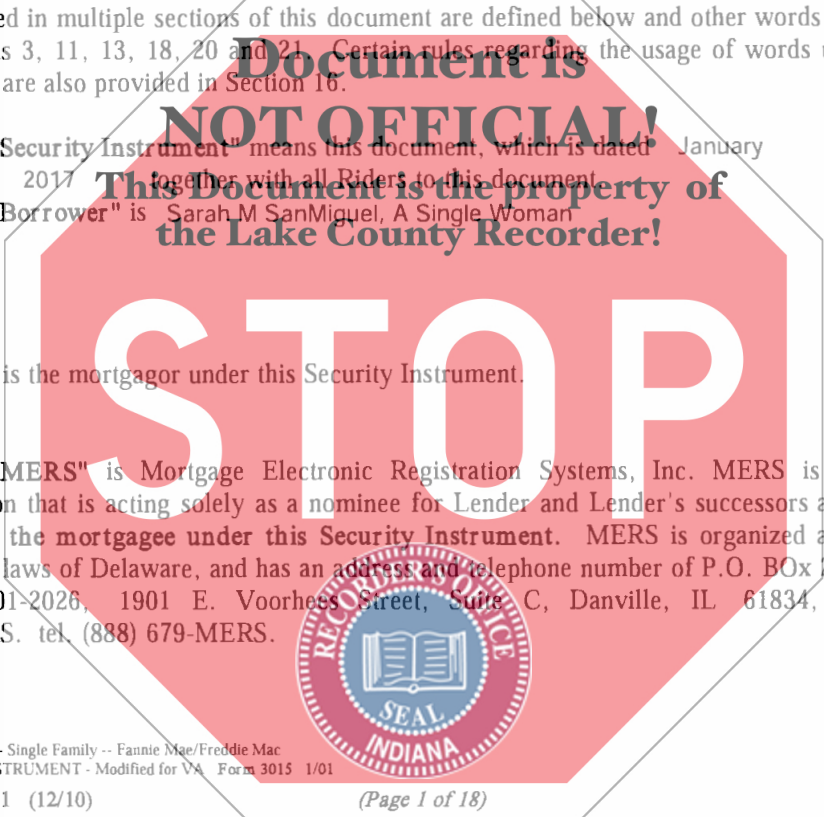 ed in multiple sections of this document are defined below and other words
s 3, 11, 13, 18, 20 and 21. Certain rules regarding the usage of words
are also provided in Section 16.
Document is
NOT OFFICIAL!
This Document is the property of
the Lake County Recorder!
Security Instrument" means this document, which is dated January
2017 together with all Riders to this document.
Borrower" is Sarah M SanMiguel, A Single Woman
STOP
is the mortgagor under this Security Instrument.
MERS" is Mortgage Electronic Registration Systems, Inc. MERS is
n that is acting solely as a nominee for Lender and Lender's successors a
the mortgagee under this Security Instrument. MERS is organized a
laws of Delaware, and has an address and telephone number of P.O. BOx
1-2026, 1901 E. Voorhees Street, Suite C, Danville, IL 61834,
S. tel. (888) 679-MERS.
RECORDER'S OFFICE
SEAL
INDIANA
- Single Family -- Fannie Mae/Freddie Mac
STRUMENT - Modified for VA Form 3015 1/01
1 (12/10)
(Page 1 of 18)